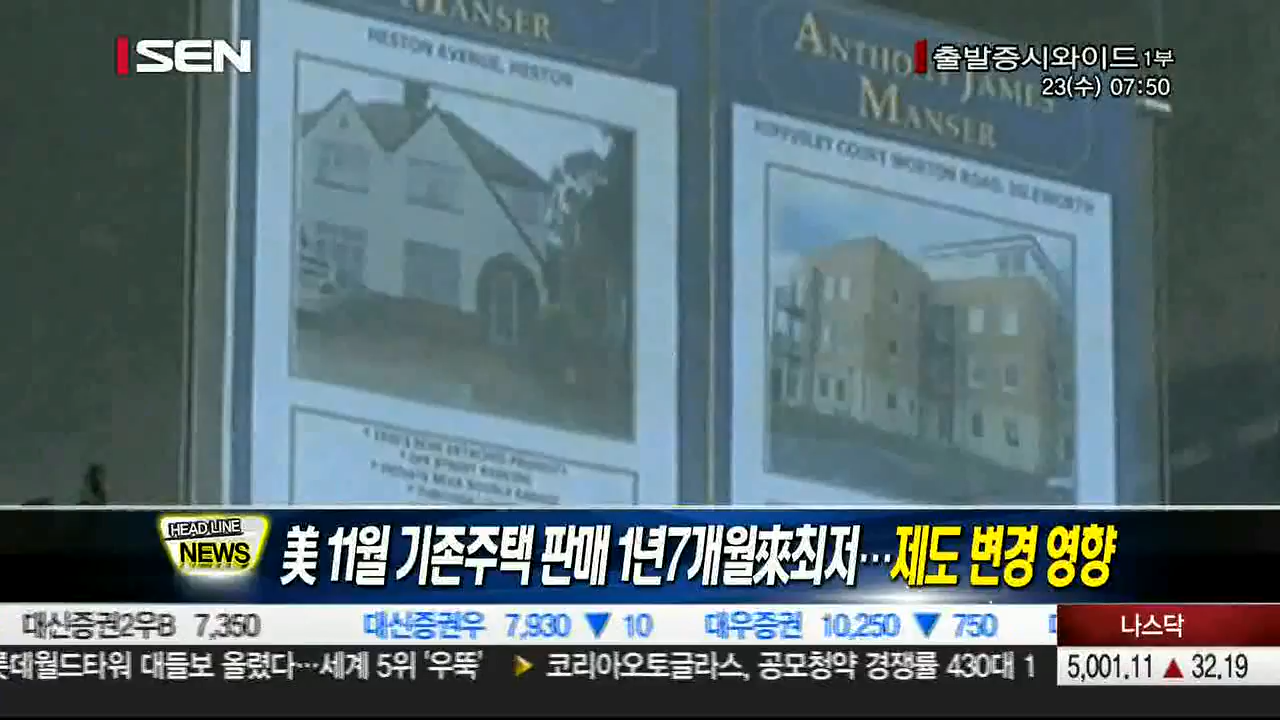 SEN
출발증시와이드 1부
23(수) 07:50
MANSER
HESTON AVENUE, HESTON
ANTHONY JAMES
MANSER
COURT WORTON ROAD, ISLEWORTH
HEAD LINE
NEWS
美 11월 기존주택 판매 1년7개월來최저…제도 변경 영향
대신증권2우B 7,350 대신증권우 7,930 ▼ 10 대우증권 10,250 ▼ 750
나스닥
롯데월드타워 대들보 올렸다…세계 5위 '우뚝' ▶ 코리아오토글라스, 공모청약 경쟁률 430대 1
5,001.11 ▲ 32.19